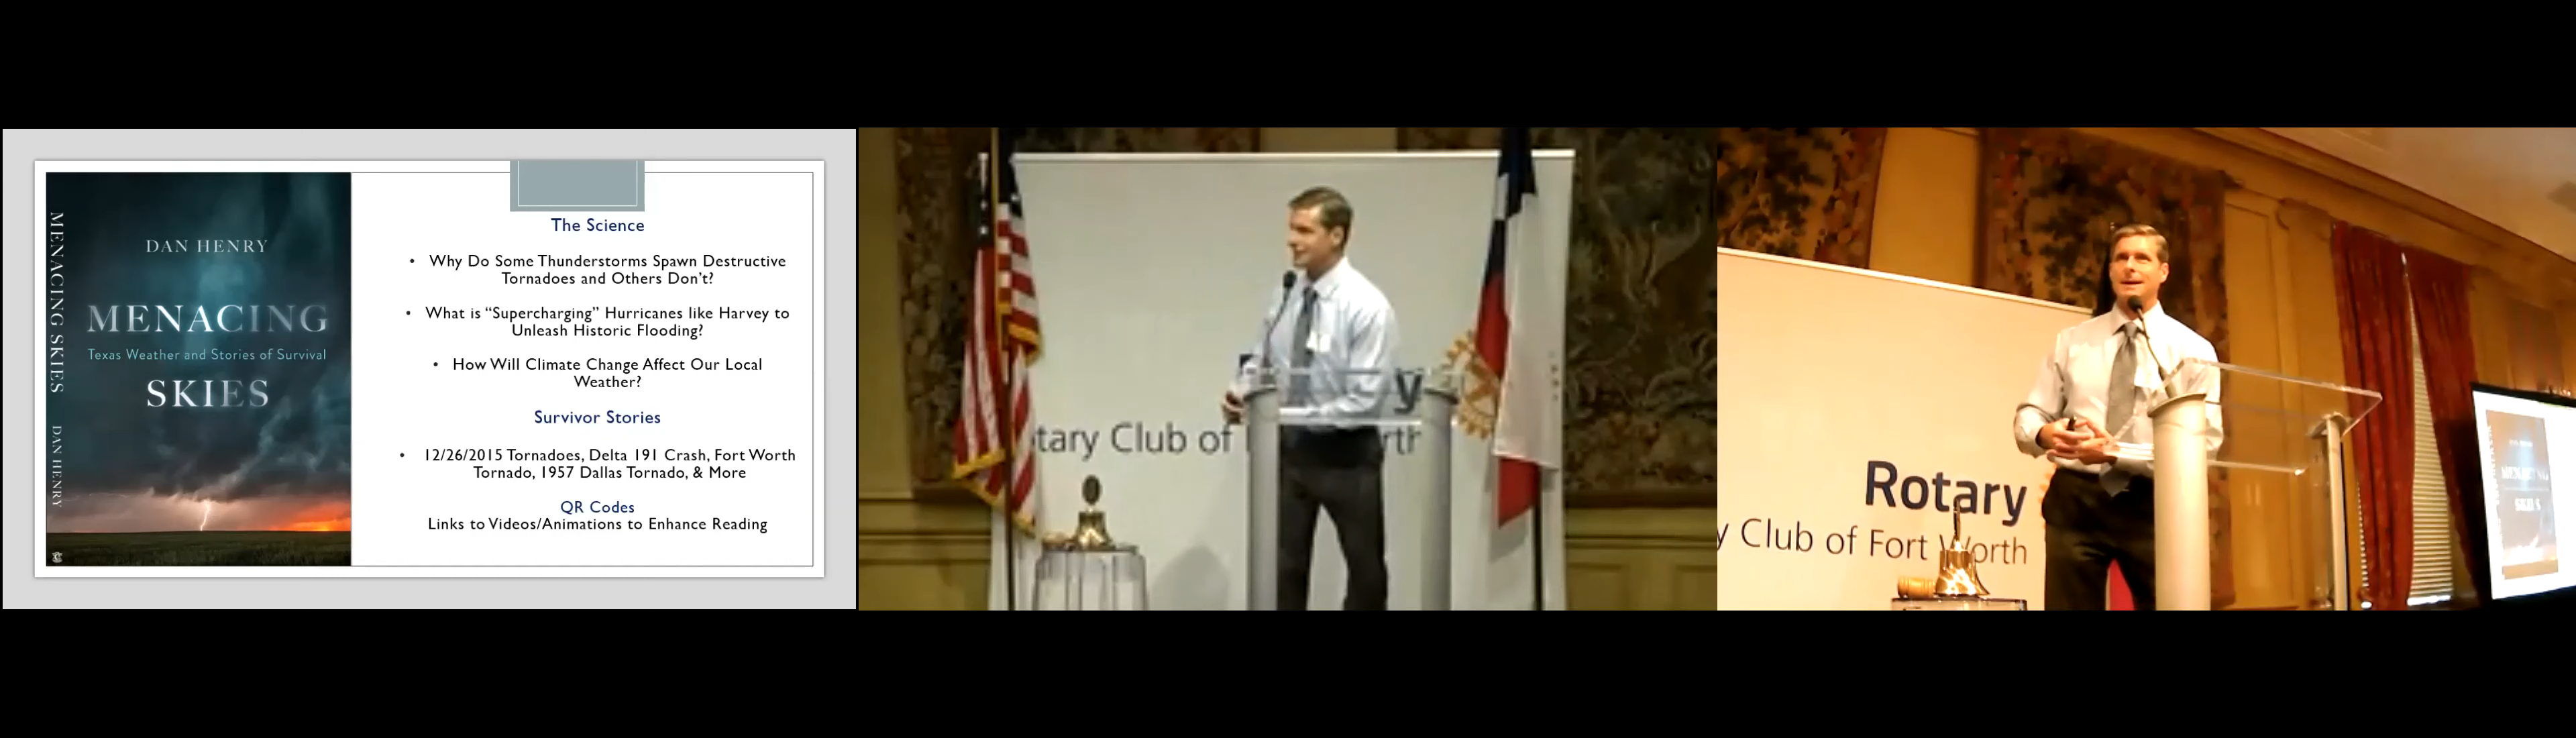 MENACING SKIES
DAN HENRY
DAN HENRY
MENACING
Texas Weather and Stories of Survival
SKIES
The Science
• Why Do Some Thunderstorms Spawn Destructive
Tornadoes and Others Don't?
• What is “Supercharging” Hurricanes like Harvey to
Unleash Historic Flooding?
• How Will Climate Change Affect Our Local
Weather?
Survivor Stories
• 12/26/2015 Tornadoes, Delta 191 Crash, Fort Worth
Tornado, 1957 Dallas Tornado, & More
QR Codes
Links to Videos/Animations to Enhance Reading
y
tary Club of rth
Rotary
y Club of Fort Worth
MENACING
SKIES